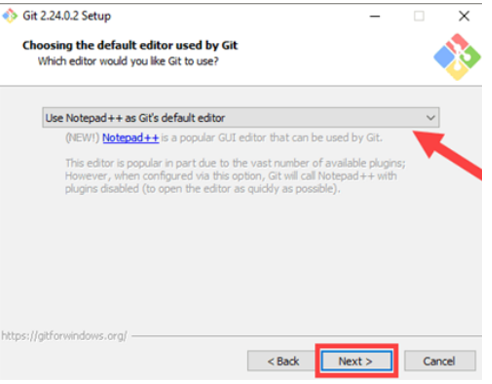 Git 2.24.0.2 Setup
Choosing the default editor used by Git
Which editor would you like Git to use?
Use Notepad++ as Git's default editor
(NEW!) Notepad++ is a popular GUI editor that can be used by Git.
This editor is popular in part due to the vast number of available plugins;
However, when configured via this option, Git will call Notepad++ with
plugins disabled (to open the editor as quickly as possible).
https://gitforwindows.org/
< Back
Next >
Cancel